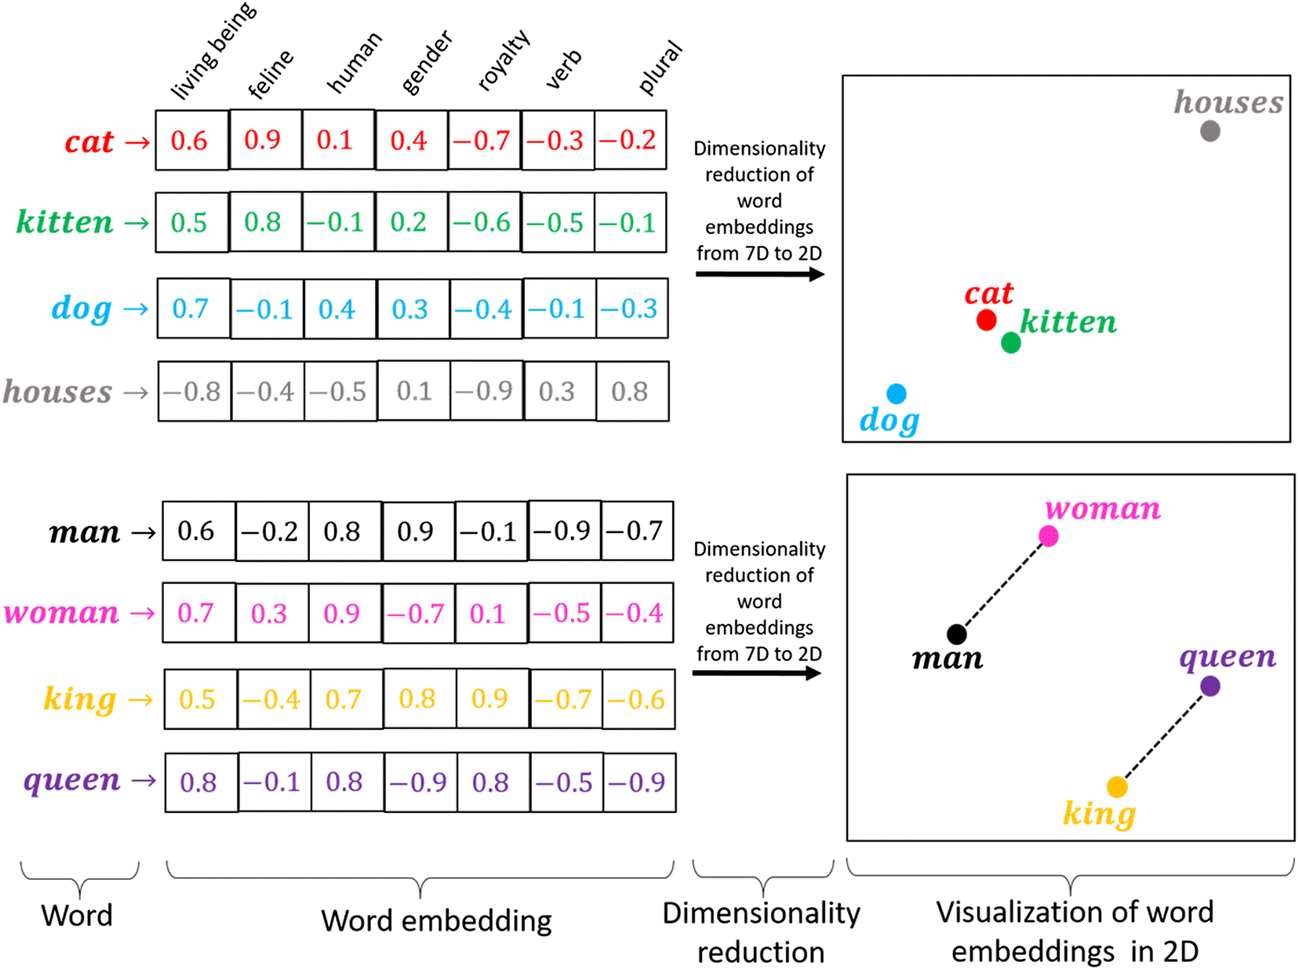 living being feline human gender royalty verb plural
cat → 0.6 0.9 0.1 0.4 −0.7 −0.3 −0.2
kitten → 0.5 0.8 −0.1 0.2 −0.6 −0.5 −0.1
dog → 0.7 −0.1 0.4 0.3 −0.4 −0.1 −0.3
houses → −0.8 −0.4 −0.5 0.1 −0.9 0.3 0.8
Dimensionality
reduction of
word
embeddings
from 7D to 2D
houses
cat
kitten
dog
man → 0.6 −0.2 0.8 0.9 −0.1 −0.9 −0.7
woman → 0.7 0.3 0.9 −0.7 0.1 −0.5 −0.4
king → 0.5 −0.4 0.7 0.8 0.9 −0.7 −0.6
queen → 0.8 −0.1 0.8 −0.9 0.8 −0.5 −0.9
Dimensionality
reduction of
word
embeddings
from 7D to 2D
woman
man
queen
king
Word
Word embedding
Dimensionality
reduction
Visualization of word
embeddings in 2D